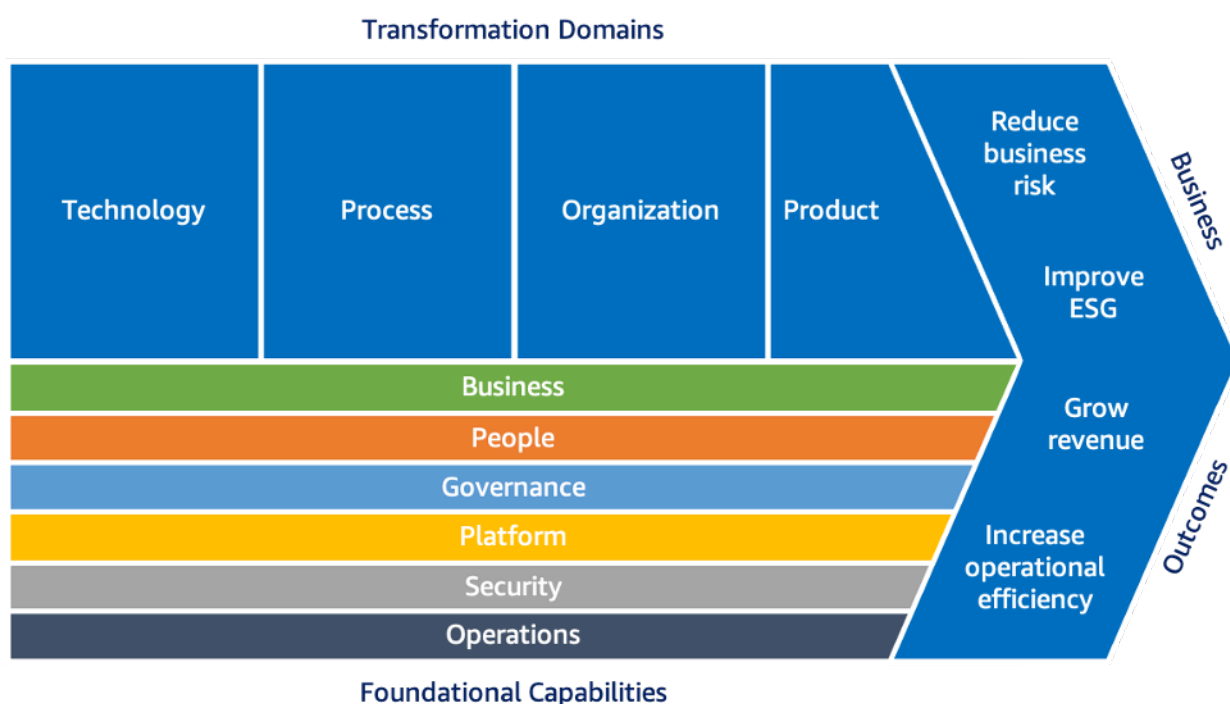 Transformation Domains
Technology
Process
Organization
Product
Reduce
business
risk
Improve
ESG
Grow
revenue
Increase
operational
efficiency
Business
Outcomes
Business
People
Governance
Platform
Security
Operations
Foundational Capabilities